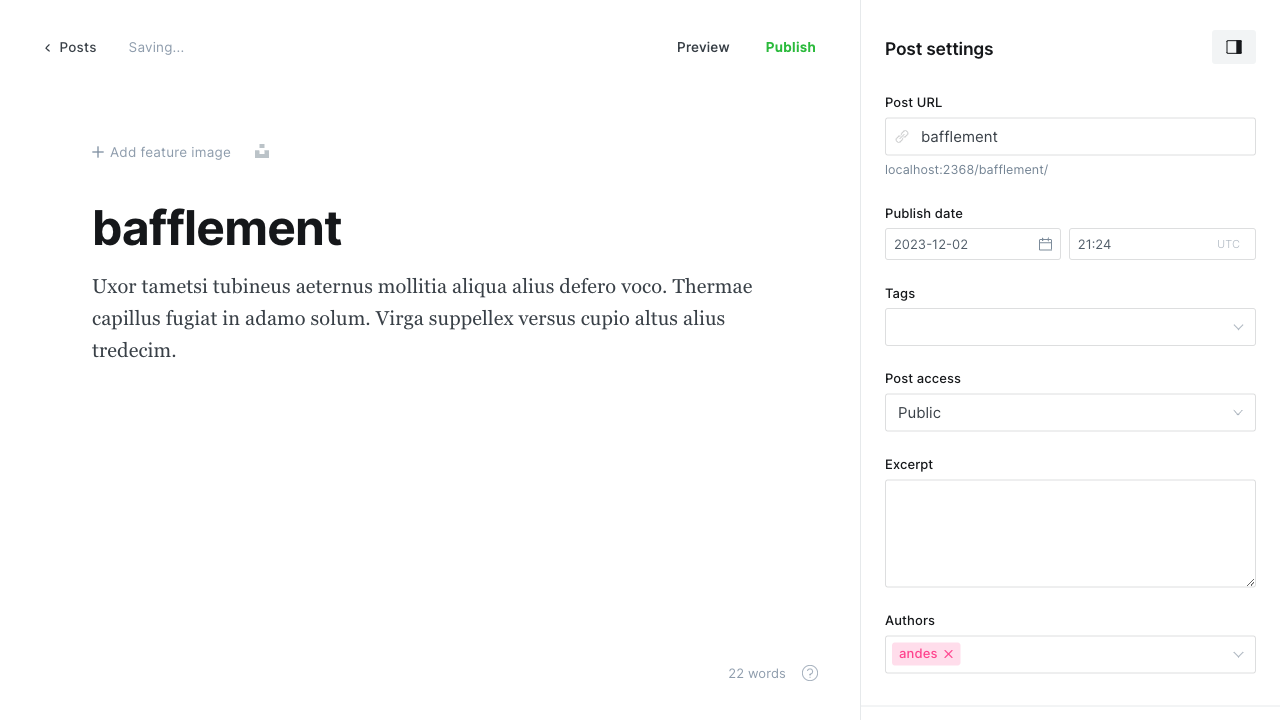 Posts
Saving...
Preview
Publish
Add feature image
bafflement
Uxor tametsi tubineus aeternus mollitia aliqua alius defero voco. Thermae
capillus fugiat in adamo solum. Virga suppellex versus cupio altus alius
tredecim.
22 words
?
Post settings
Post URL
bafflement
localhost:2368/bafflement/
Publish date
2023-12-02
21:24
UTC
Tags
Post access
Public
Excerpt
Authors
andes